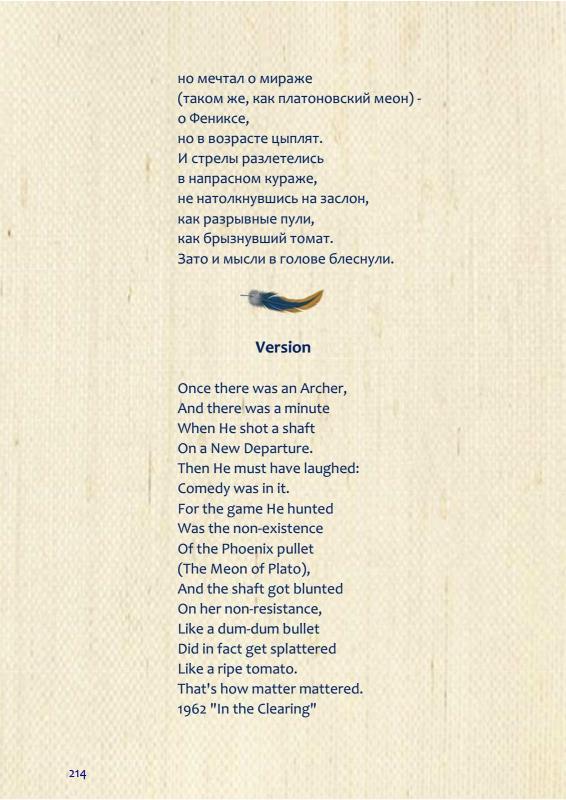 но мечтал о мираже
(таком же, как платоновский меон) -
о Фениксе,
но в возрасте цыплят.
И стрелы разлетелись
в напрасном кураже,
не натолкнувшись на заслон,
как разрывные пули,
как брызнувший томат.
Зато и мысли в голове блеснули.
Version
Once there was an Archer,
And there was a minute
When He shot a shaft
On a New Departure.
Then He must have laughed:
Comedy was in it.
For the game He hunted
Was the non-existence
Of the Phoenix pullet
(The Meon of Plato),
And the shaft got blunted
On her non-resistance,
Like a dum-dum bullet
Did in fact get splattered
Like a ripe tomato.
That's how matter mattered.
1962 "In the Clearing"
214